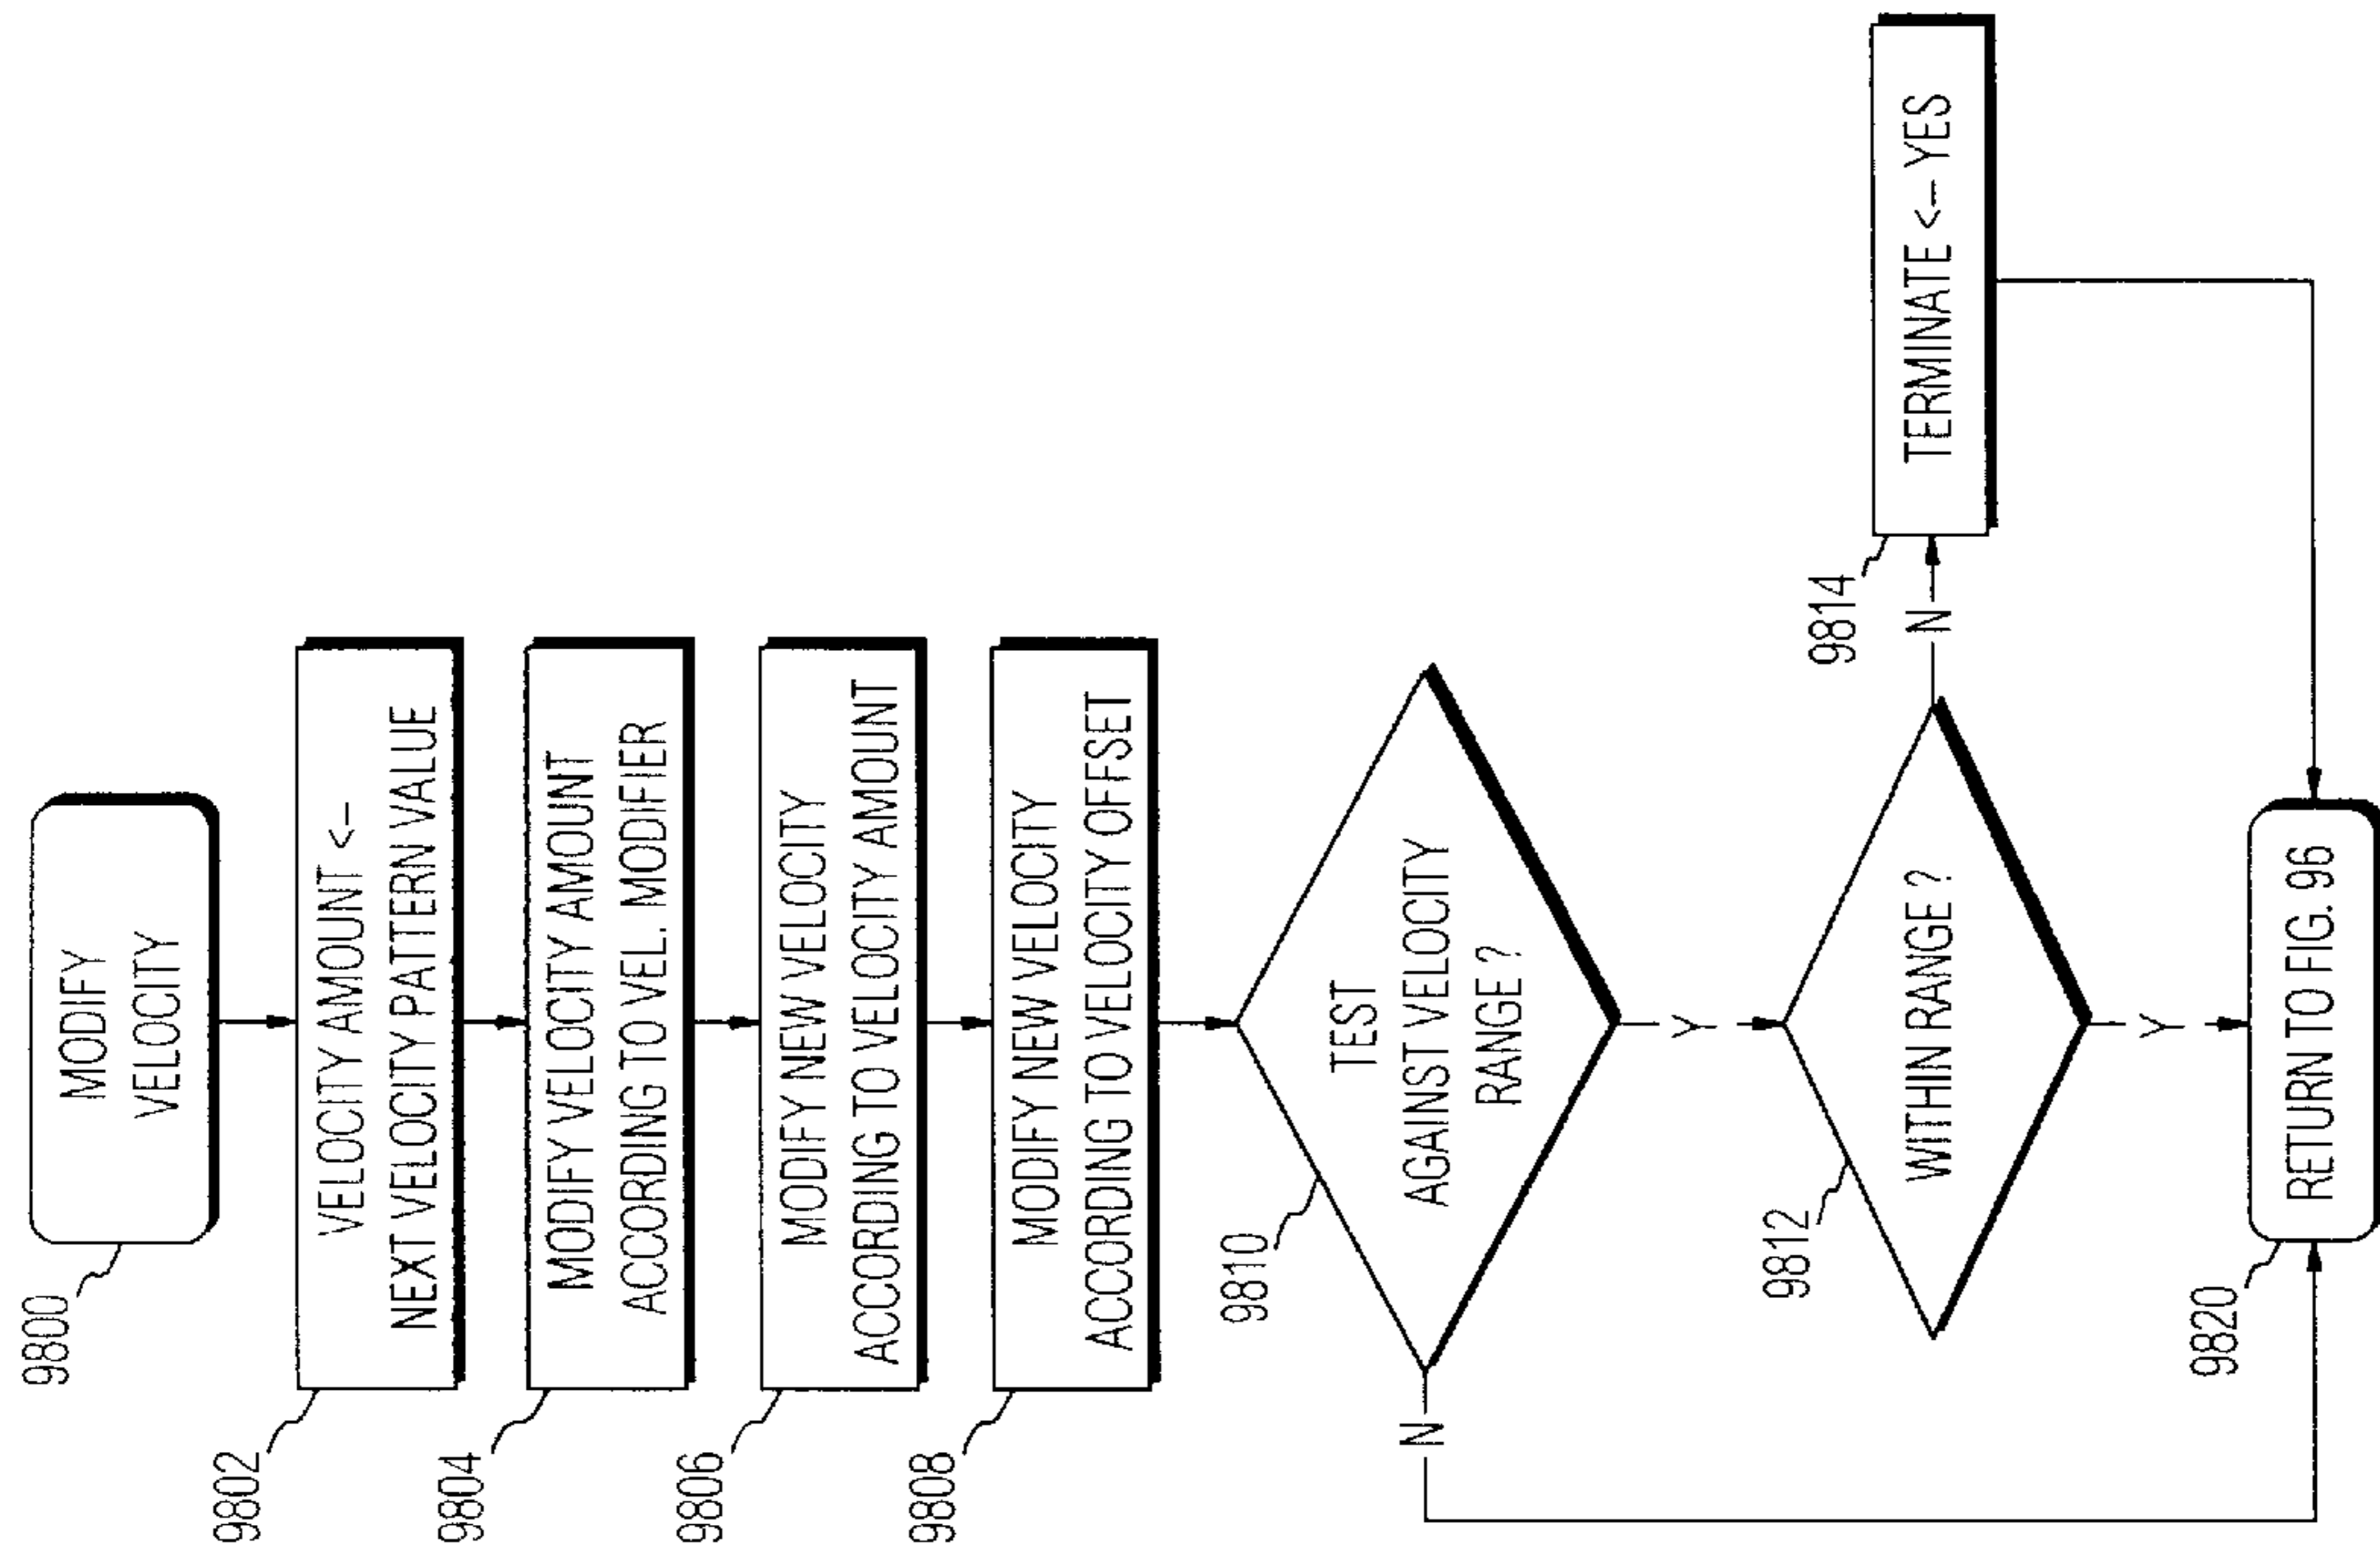 9800
MODIFY
VELOCITY
9802
VELOCITY AMOUNT <–
NEXT VELOCITY PATTERN VALUE
9804
MODIFY VELOCITY AMOUNT
ACCORDING TO VEL. MODIFIER
9806
MODIFY NEW VELOCITY
ACCORDING TO VELOCITY AMOUNT
9808
MODIFY NEW VELOCITY
ACCORDING TO VELOCITY OFFSET
9810
TEST
AGAINST VELOCITY
RANGE ?
N
Y
9812
WITHIN RANGE ?
N
9814
TERMINATE <– YES
Y
9820
RETURN TO FIG. 96